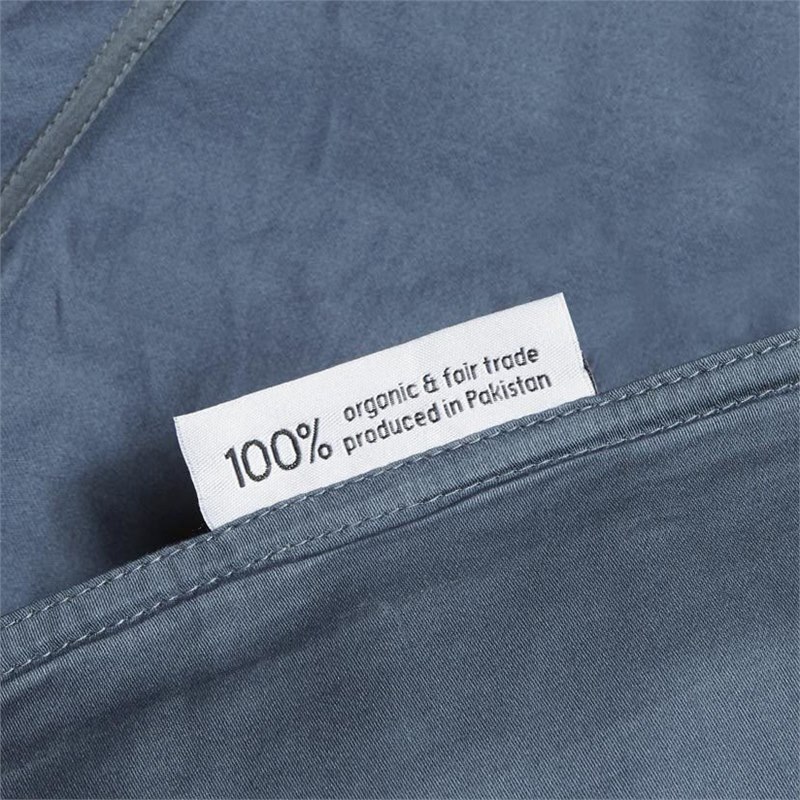 100%
organic & fair trade
produced in Pakistan